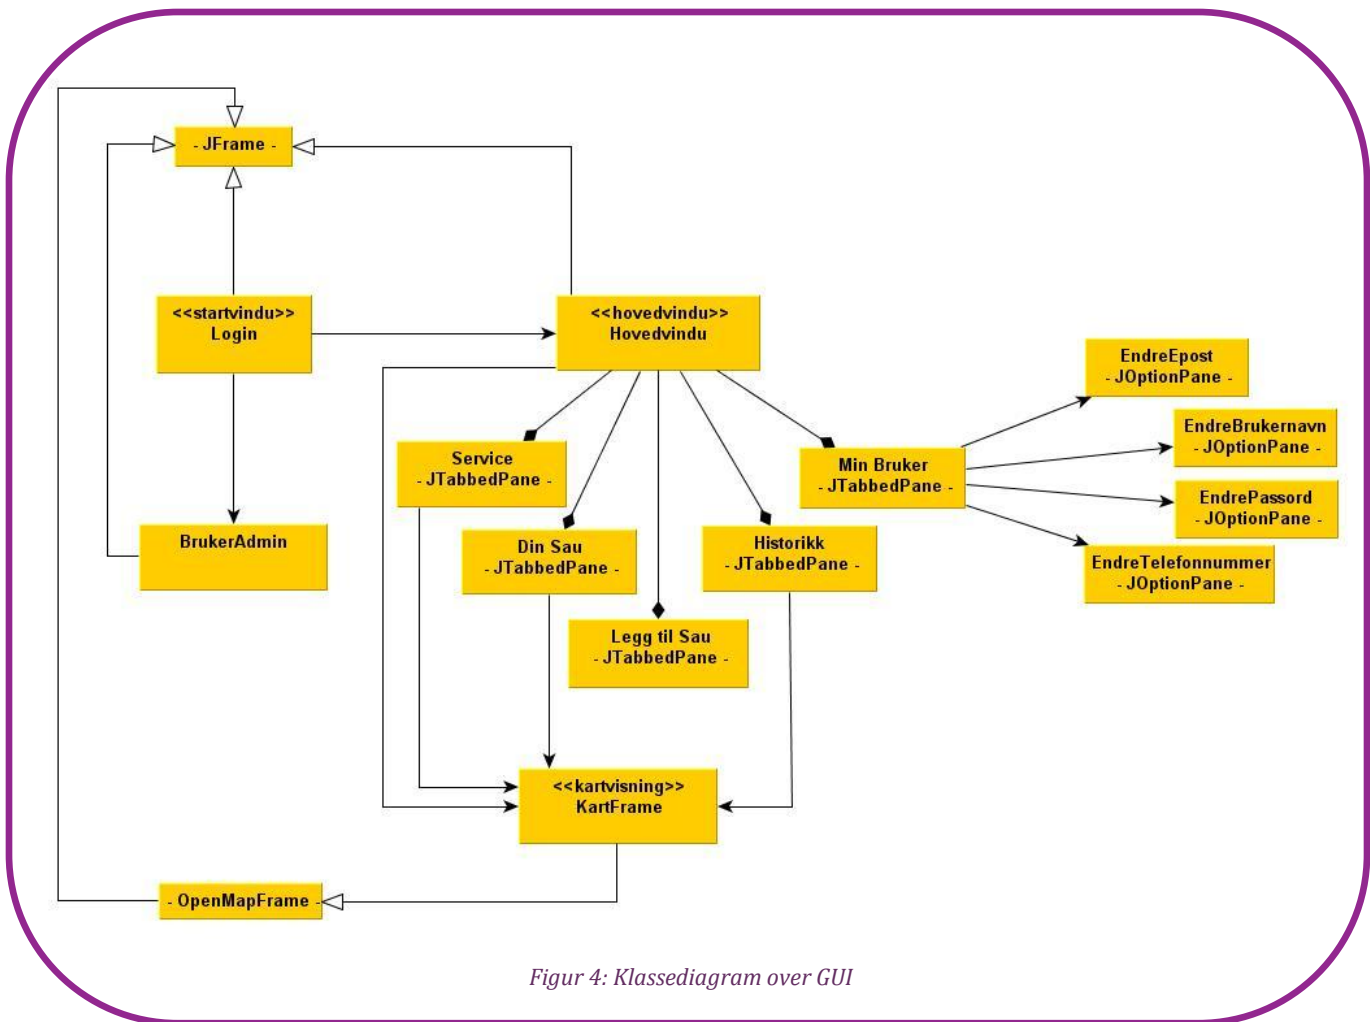 - JFrame -
<<startvindu>>
Login
<<hovedvindu>>
Hovedvindu
EndreEpost
- JOptionPane -
EndreBrukernavn
- JOptionPane -
Service
- JTabbedPane -
Min Bruker
- JTabbedPane -
EndrePassord
- JOptionPane -
BrukerAdmin
Din Sau
- JTabbedPane -
Historikk
- JTabbedPane -
EndreTelefonnummer
- JOptionPane -
Legg til Sau
- JTabbedPane -
<<kartvisning>>
KartFrame
- OpenMapFrame -
Figur 4: Klassediagram over GUI